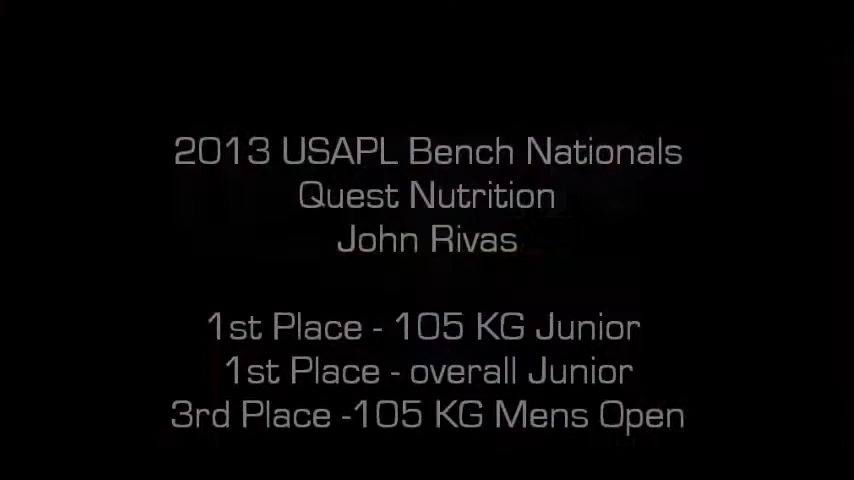 2013 USAPL Bench Nationals
Quest Nutrition
John Rivas
1st Place - 105 KG Junior
1st Place - overall Junior
3rd Place -105 KG Mens Open